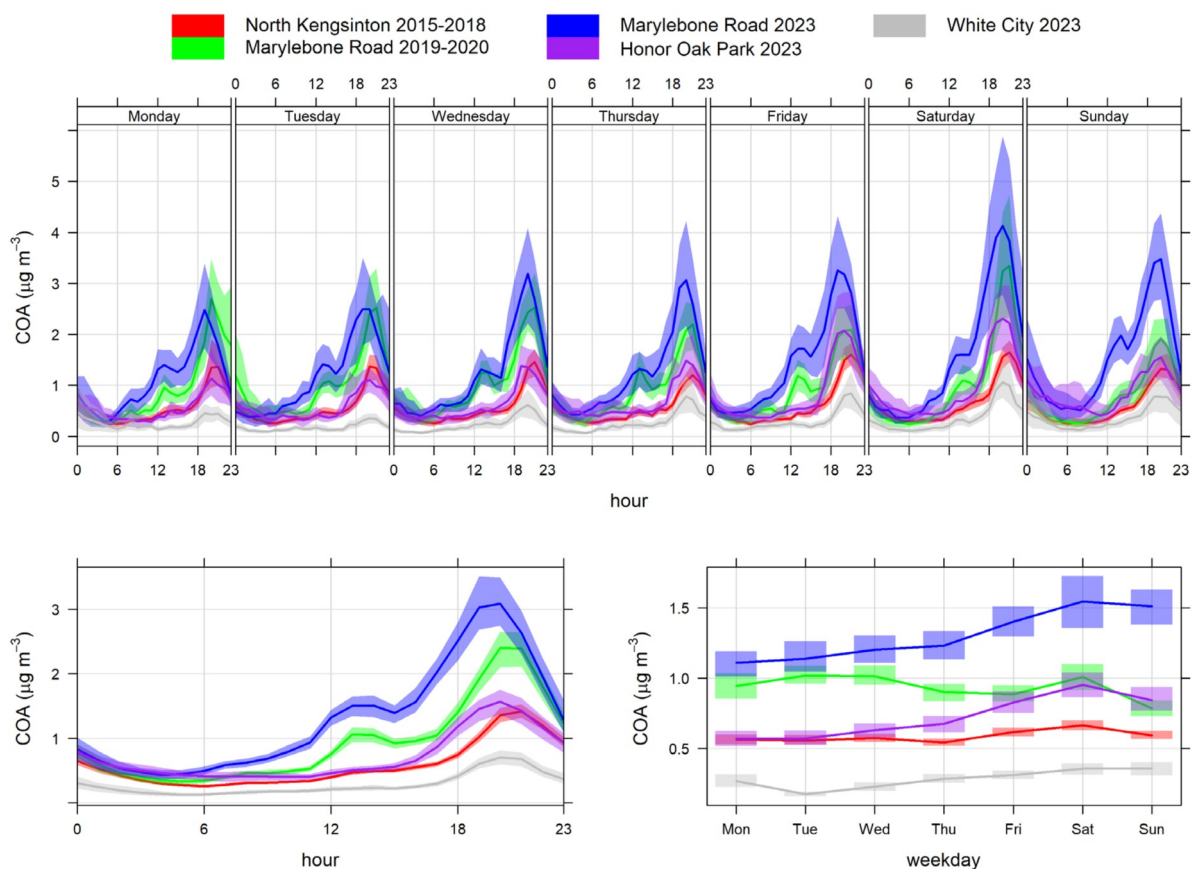 North Kengsinton 2015-2018 Marylebone Road 2023 White City 2023
Marylebone Road 2019-2020 Honor Oak Park 2023
0 6 12 18 23 0 6 12 18 23 0 6 12 18 23
Monday Tuesday Wednesday Thursday Friday Saturday Sunday
COA (µg m⁻³)
5
4
3
2
1
0
0 6 12 18 23 0 6 12 18 23 0 6 12 18 23 0 6 12 18 23
hour
COA (µg m⁻³)
3
2
1
0 6 12 18 23
hour
COA (µg m⁻³)
1.5
1.0
0.5
Mon Tue Wed Thu Fri Sat Sun
weekday